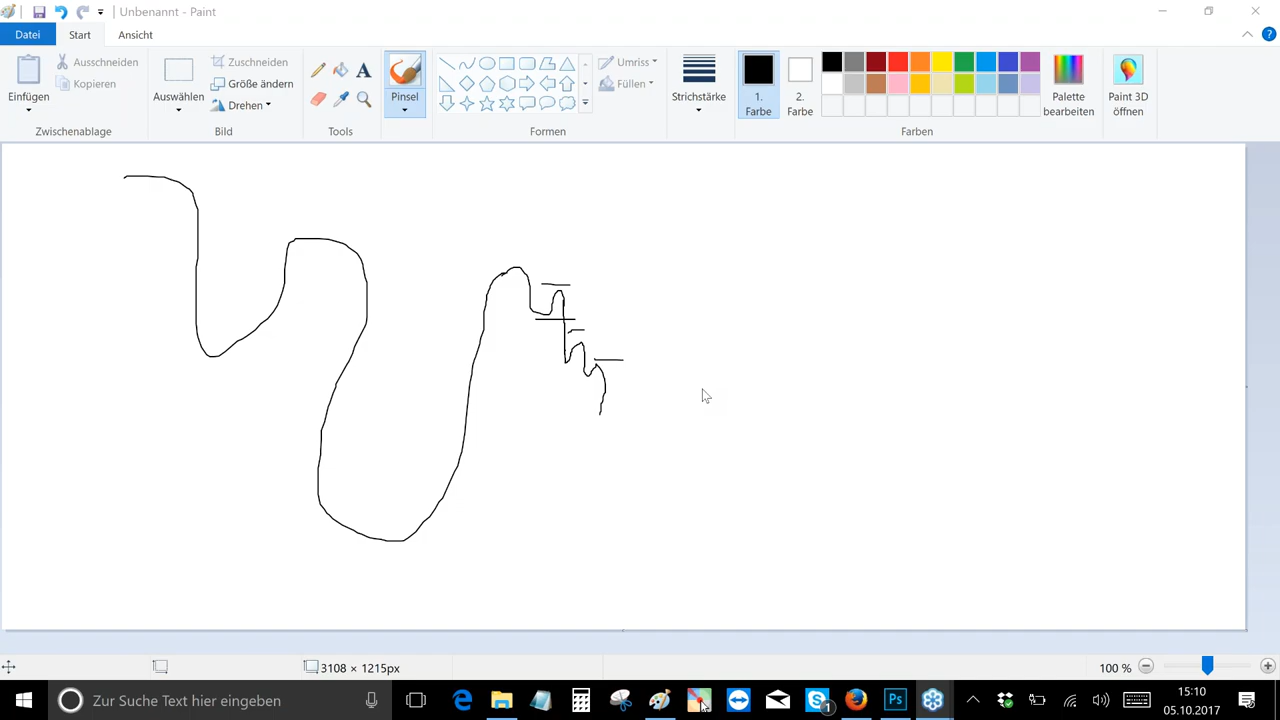 Unbenannt - Paint
Datei Start Ansicht
Einfügen
Ausschneiden
Kopieren
Zwischenablage
Auswählen
Zuschneiden
Größe ändern
Drehen
Bild
A
Tools
Pinsel
Umriss
Füllen
Formen
Strichstärke
1.
Farbe
2.
Farbe
Palette
bearbeiten
Farben
Paint 3D
öffnen
3108 × 1215px
100 %
Zur Suche Text hier eingeben
1
Ps
15:10
05.10.2017